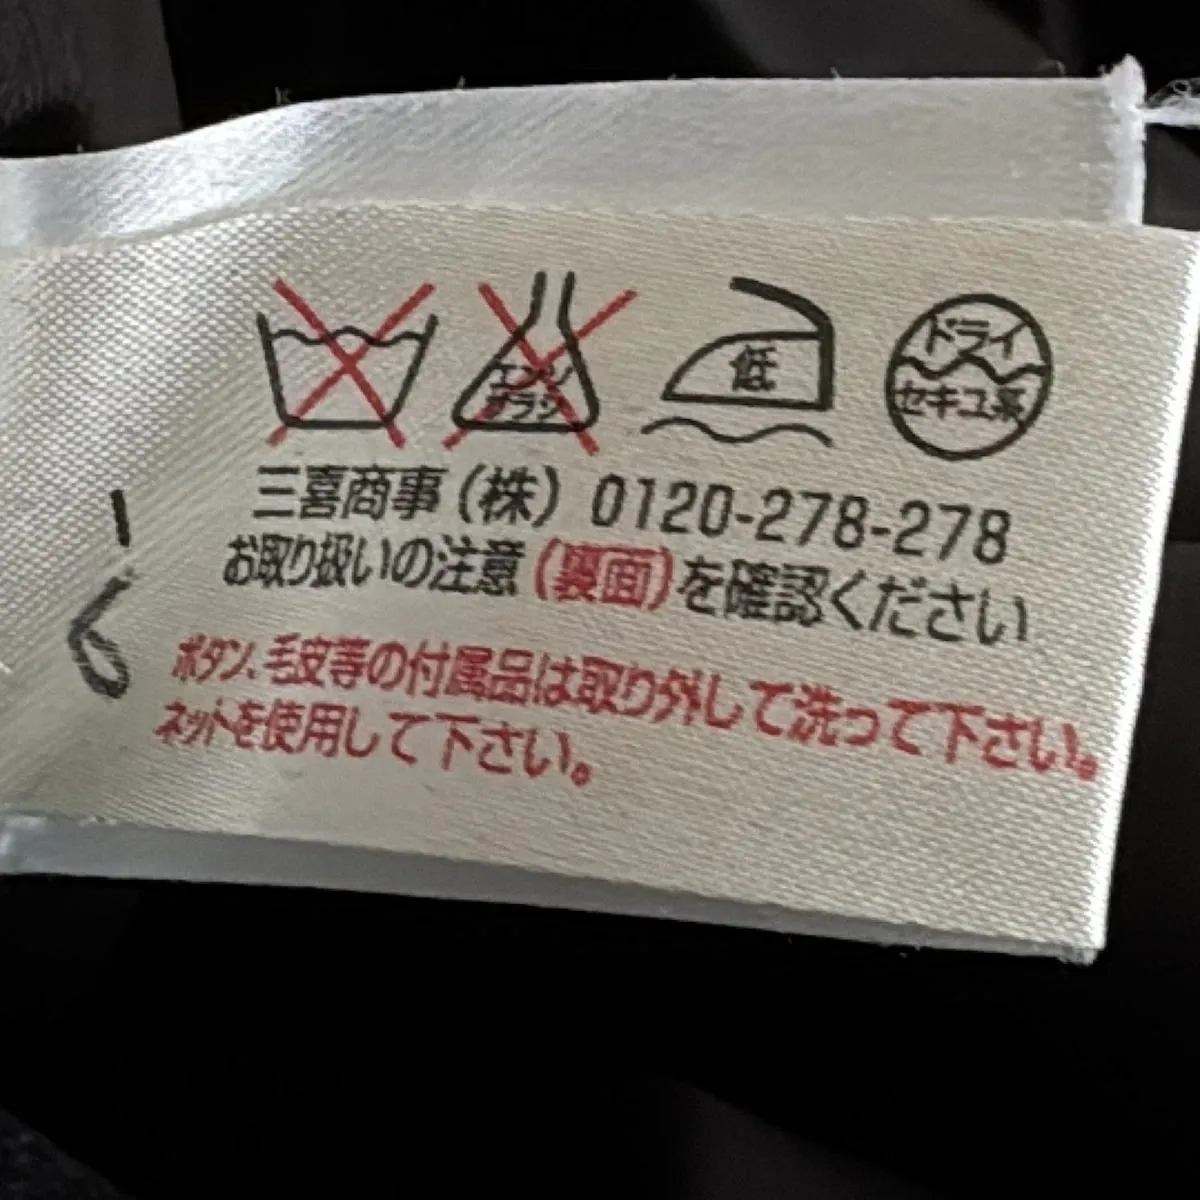 エンソ
サラシ
低
ドライ
セキユ系
三喜商事(株) 0120-278-278
お取り扱いの注意(裏面)を確認ください
ボタン、毛皮等の付属品は取り外して洗って下さい。
ネットを使用して下さい。